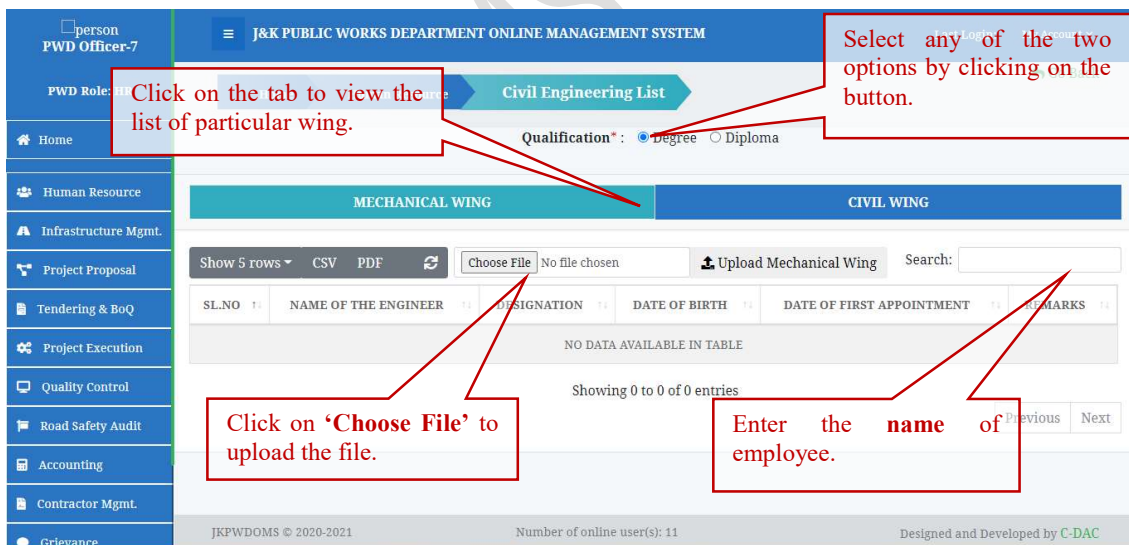 person
PWD Officer-7
PWD Role: HR
≡ J&K PUBLIC WORKS DEPARTMENT ONLINE MANAGEMENT SYSTEM
Select any of the two
options by clicking on the
button.
Click on the tab to view the
list of particular wing.
Civil Engineering List
Qualification* : Degree Diploma
Home
Human Resource
Infrastructure Mgmt.
Project Proposal
Tendering & BoQ
Project Execution
Quality Control
Road Safety Audit
Accounting
Contractor Mgmt.
Grievance
MECHANICAL WING CIVIL WING
Show 5 rows CSV PDF Choose File No file chosen Upload Mechanical Wing Search:
SL.NO NAME OF THE ENGINEER DESIGNATION DATE OF BIRTH DATE OF FIRST APPOINTMENT REMARKS
NO DATA AVAILABLE IN TABLE
Showing 0 to 0 of 0 entries
Previous Next
Click on ‘Choose File’ to
upload the file.
Enter the name of
employee.
JKPWDOMS © 2020-2021 Number of online user(s): 11 Designed and Developed by C-DAC